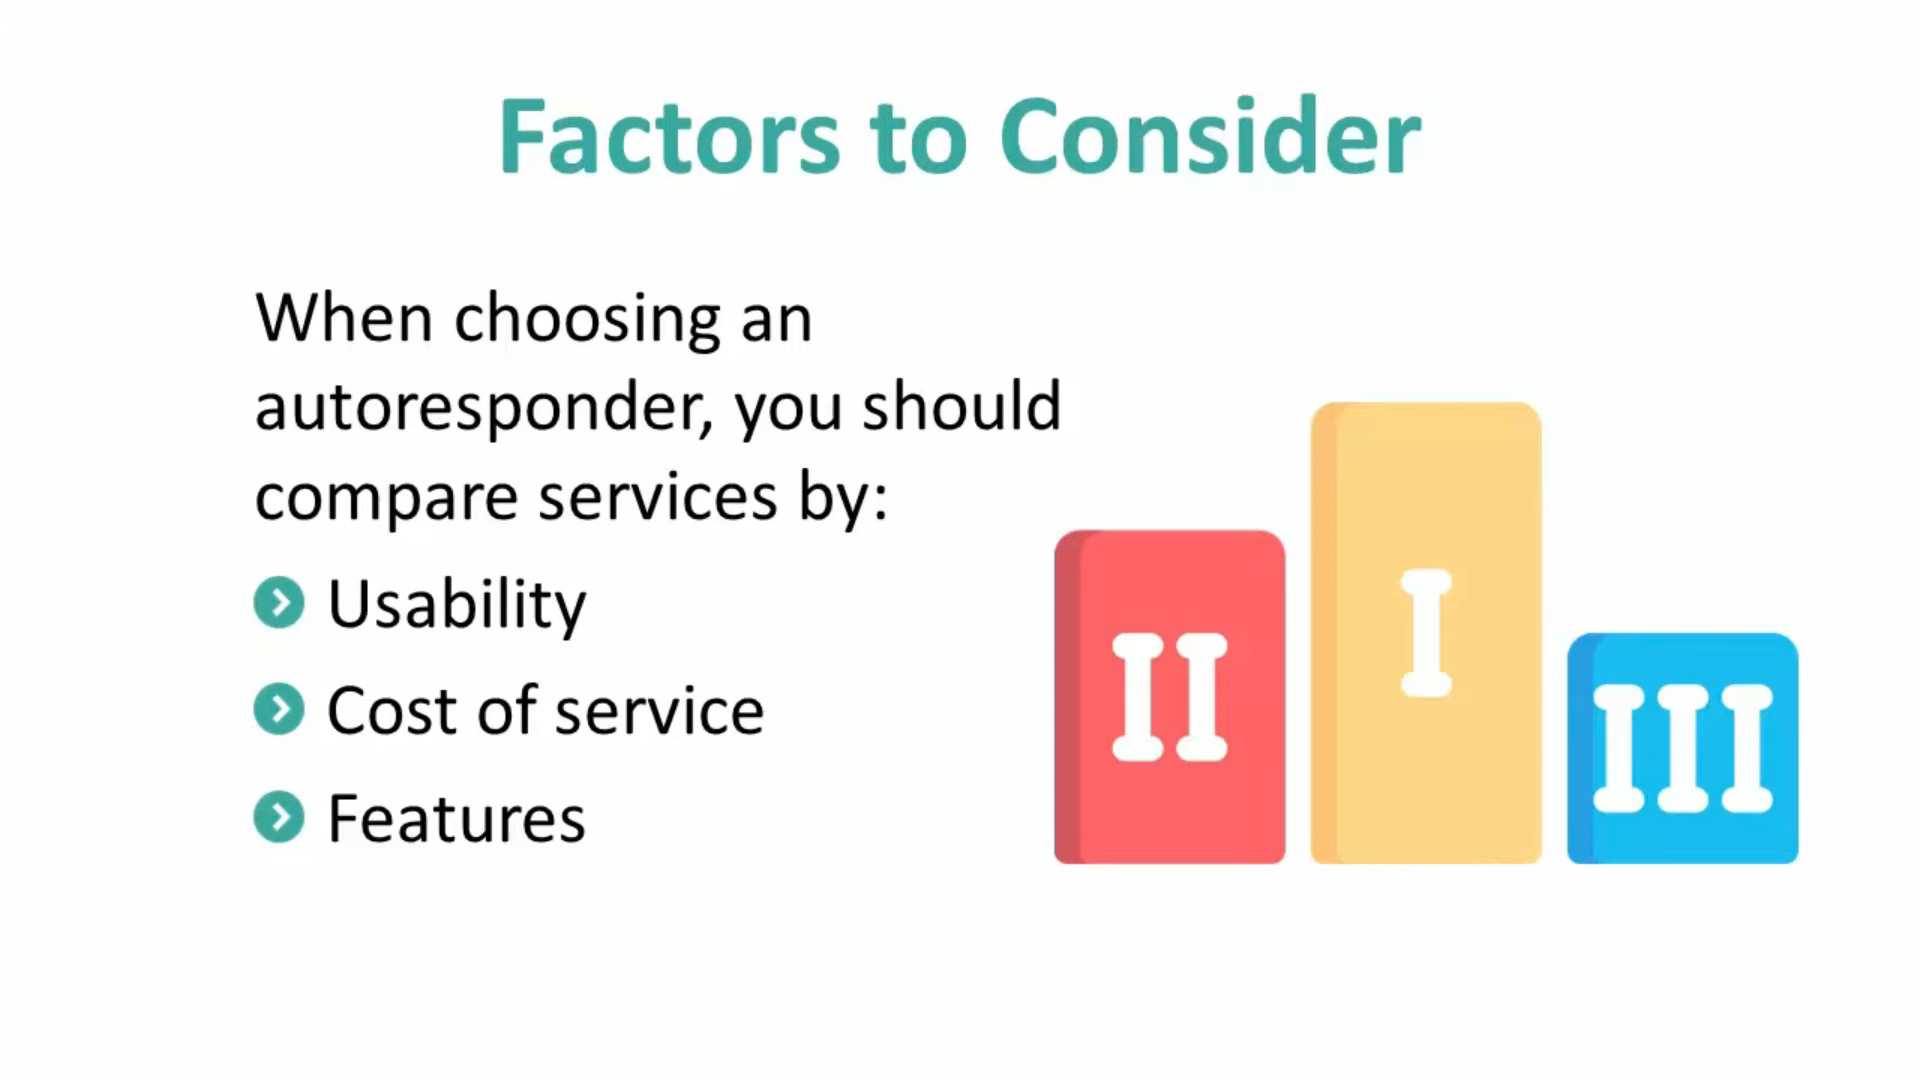 Factors to Consider
When choosing an
autoresponder, you should
compare services by:
Usability
Cost of service
Features
II
I
III